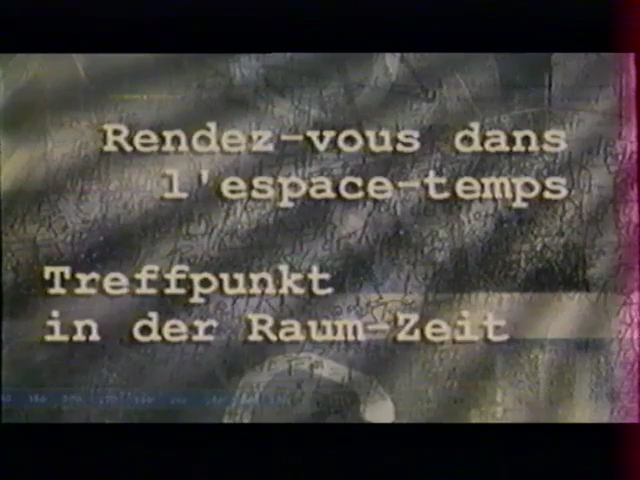 Rendez-vous dans
l'espace-temps
Treffpunkt
in der Raum-Zeit